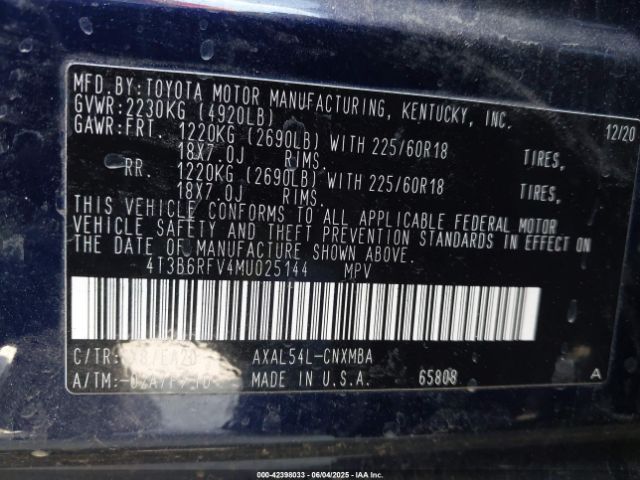 MFD.BY:TOYOTA MOTOR MANUFACTURING, KENTUCKY, INC.
GVWR:2230KG (4920LB) 12/20
GAWR:FRT. 1220KG (2690LB) WITH 225/60R18 TIRES,
18X7.0J RIMS.
RR. 1220KG (2690LB) WITH 225/60R18 TIRES,
18X7.0J RIMS.
THIS VEHICLE CONFORMS TO ALL APPLICABLE FEDERAL MOTOR
VEHICLE SAFETY AND THEFT PREVENTION STANDARDS IN EFFECT ON
THE DATE OF MANUFACTURE SHOWN ABOVE.
4T3B6RFV4MU025144 MPV
C/TR: AXAL54L-CNXMBA
A/TM: MADE IN U.S.A. 65808 A
000-42398033 - 06/04/2025 - IAA Inc.